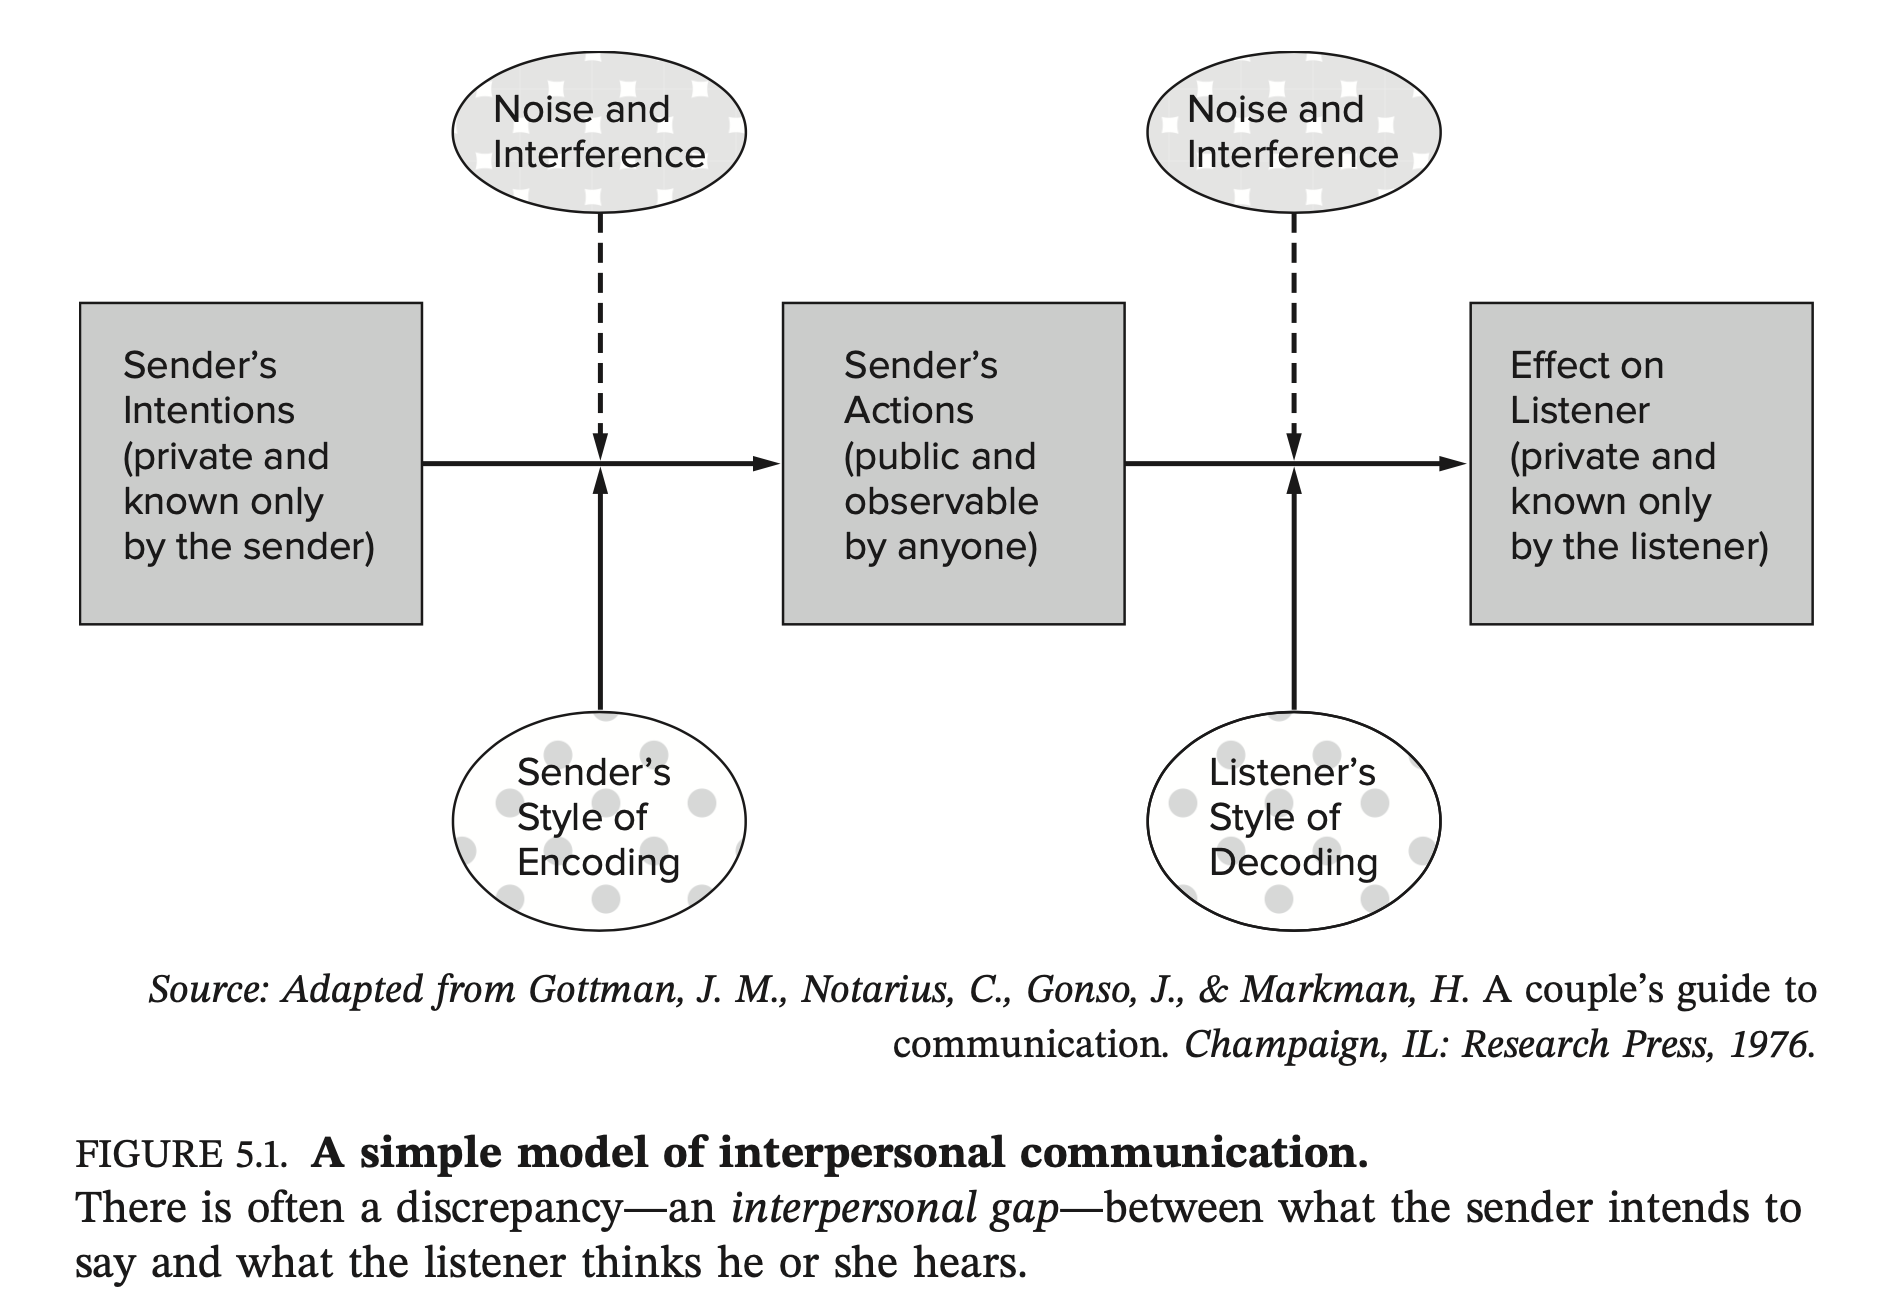 Noise and
Interference
Noise and
Interference
Sender’s
Intentions
(private and
known only
by the sender)
Sender’s
Actions
(public and
observable
by anyone)
Effect on
Listener
(private and
known only
by the listener)
Sender’s
Style of
Encoding
Listener’s
Style of
Decoding
Source: Adapted from Gottman, J. M., Notarius, C., Gonso, J., & Markman, H. A couple’s guide to
communication. Champaign, IL: Research Press, 1976.
FIGURE 5.1. A simple model of interpersonal communication.
There is often a discrepancy—an interpersonal gap—between what the sender intends to
say and what the listener thinks he or she hears.